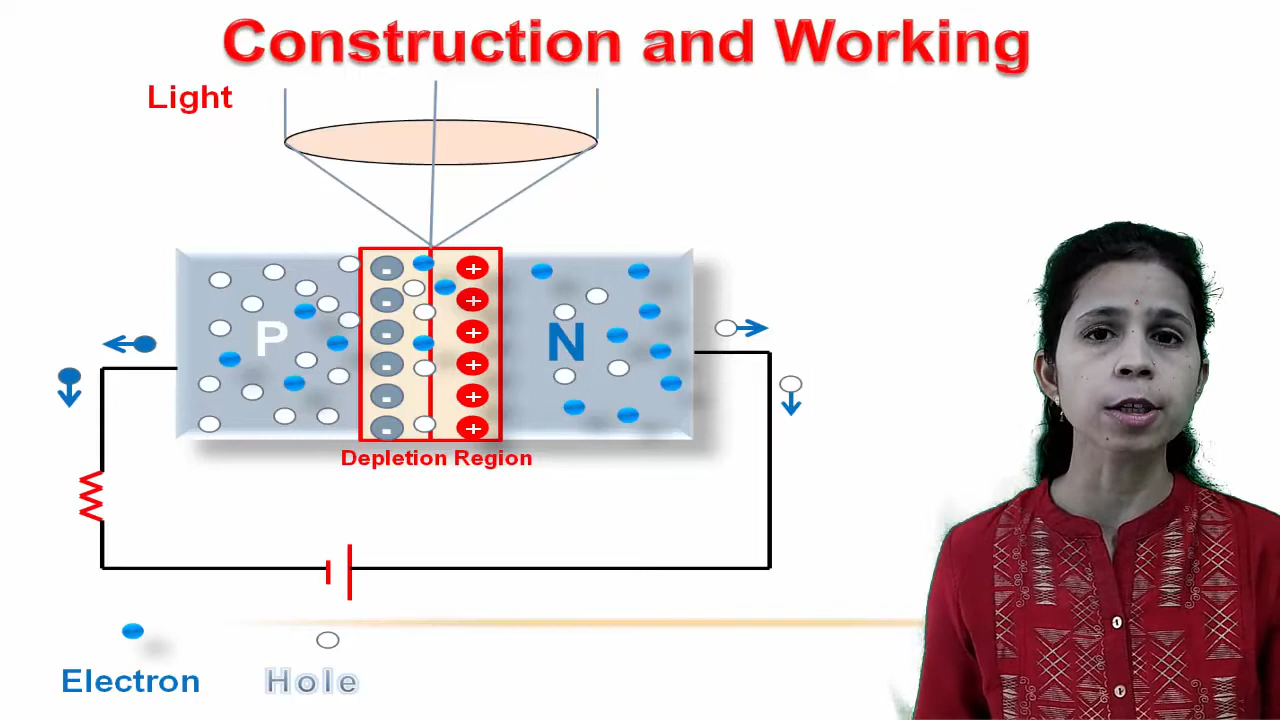 Construction and Working
Light
P
N
- +
- +
- +
- +
- +
- +
Depletion Region
Electron
Hole